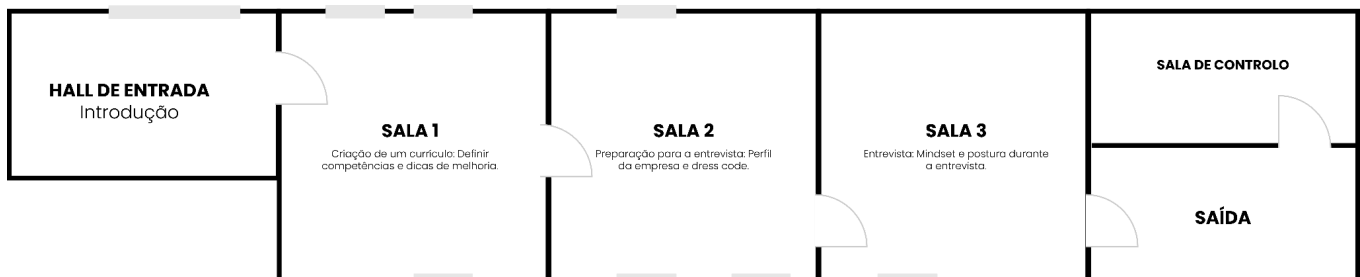 HALL DE ENTRADA
Introdução
SALA 1
Criação de um currículo: Definir
competências e dicas de melhoria.
SALA 2
Preparação para a entrevista: Perfil
da empresa e dress code.
SALA 3
Entrevista: Mindset e postura durante
a entrevista.
SALA DE CONTROLO
SAÍDA